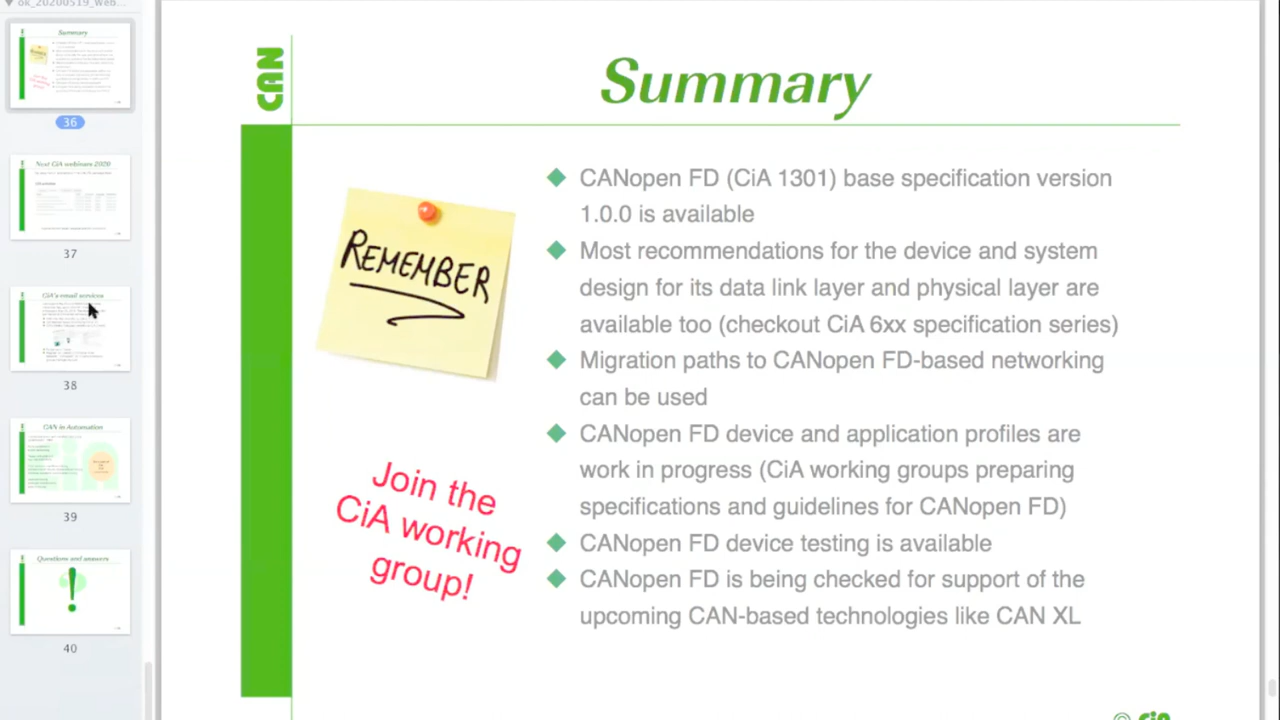 ok_20200519_Web...
Summary
36
Next CiA webinars 2020
37
CiA's email services
38
CAN in Automation
39
Questions and answers
40
CAN
Summary
REMEMBER
Join the
CiA working
group!
CANopen FD (CiA 1301) base specification version
1.0.0 is available
Most recommendations for the device and system
design for its data link layer and physical layer are
available too (checkout CiA 6xx specification series)
Migration paths to CANopen FD-based networking
can be used
CANopen FD device and application profiles are
work in progress (CiA working groups preparing
specifications and guidelines for CANopen FD)
CANopen FD device testing is available
CANopen FD is being checked for support of the
upcoming CAN-based technologies like CAN XL
© CiA